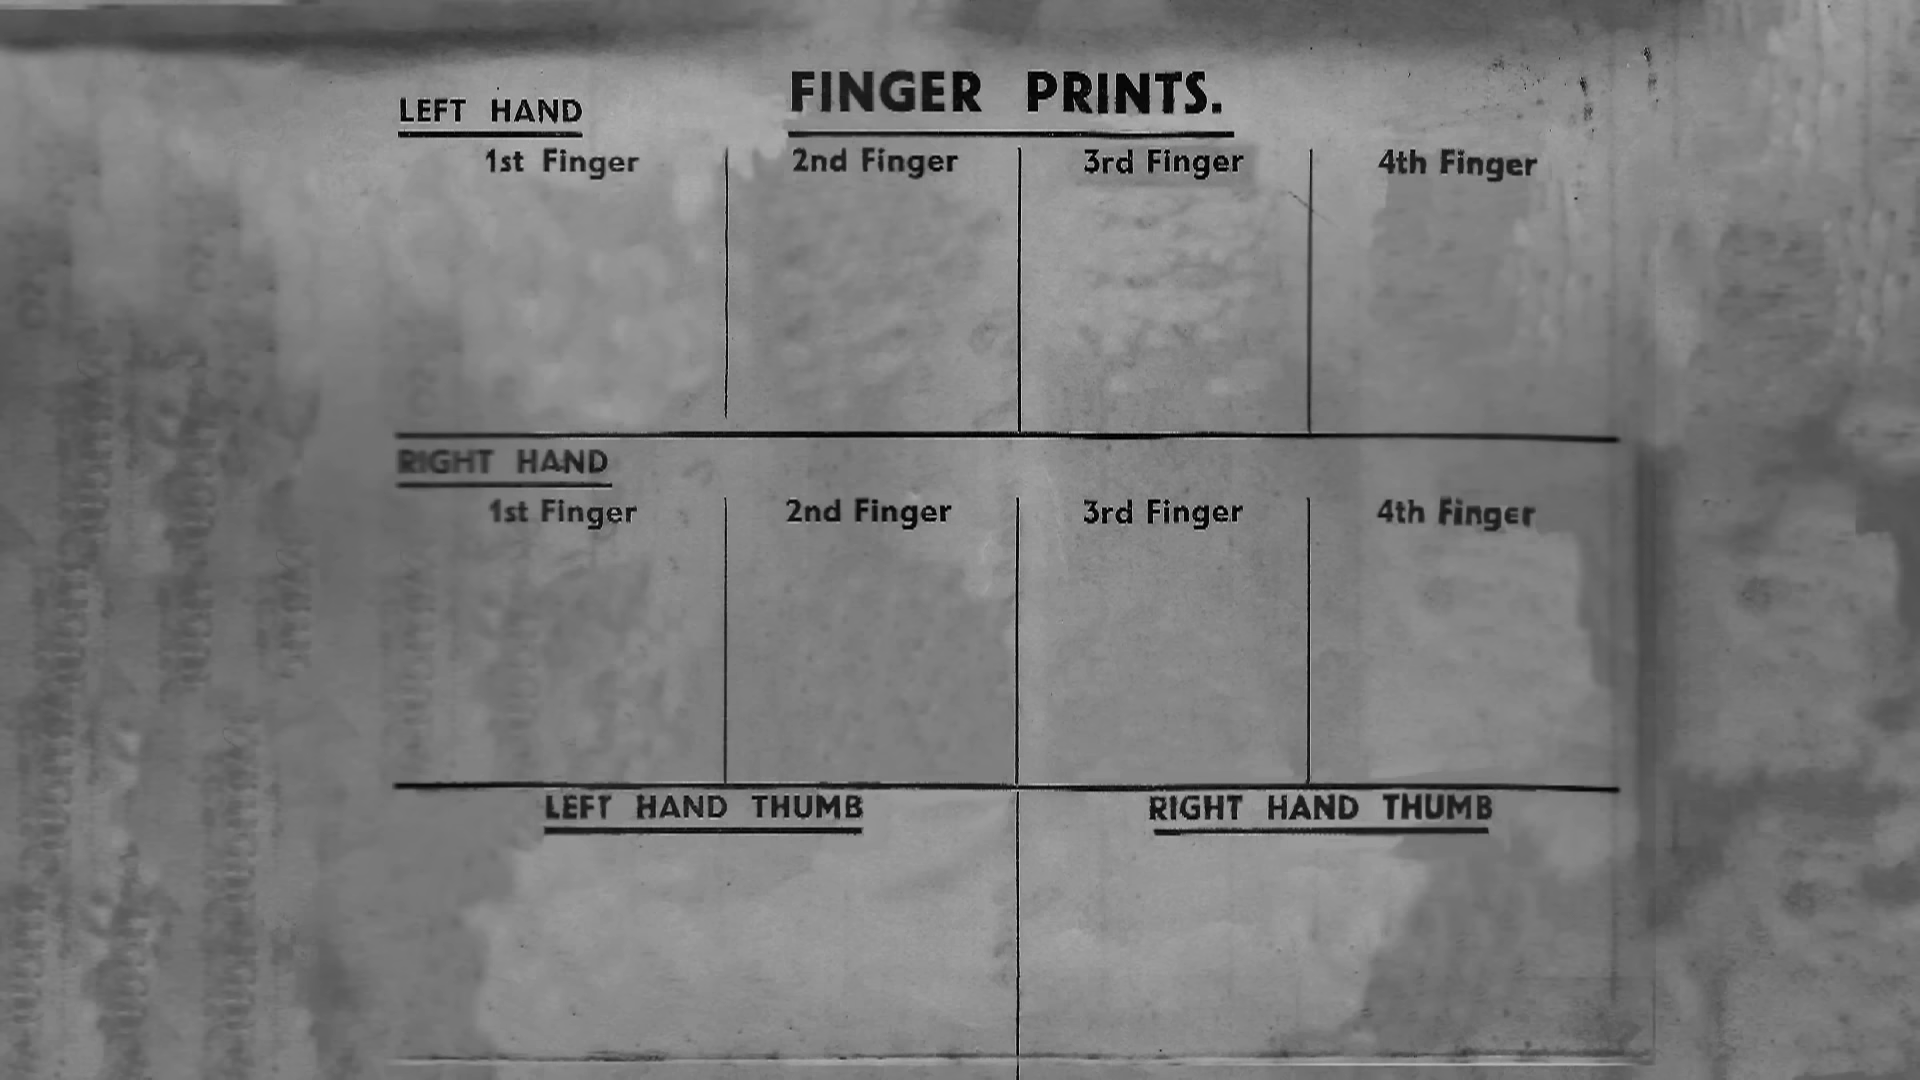 FINGER PRINTS.
LEFT HAND
1st Finger
2nd Finger
3rd Finger
4th Finger
RIGHT HAND
1st Finger
2nd Finger
3rd Finger
4th Finger
LEFT HAND THUMB
RIGHT HAND THUMB